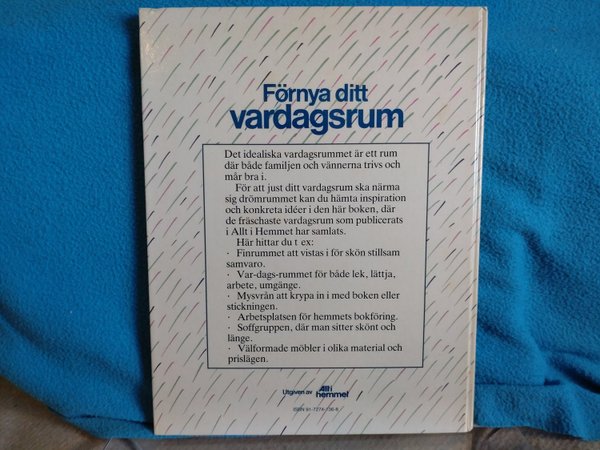 Förnya ditt
vardagsrum
Det idealiska vardagsrummet är ett rum
där både familjen och vännerna trivs och
mår bra i.
För att just ditt vardagsrum ska närma
sig drömrummet kan du hämta inspiration
och konkreta idéer i den här boken, där
de fräschaste vardagsrum som publicerats
i Allt i Hemmet har samlats.
Här hittar du t ex:
· Finrummet att vistas i för skön stillsam
samvaro.
· Var-dags-rummet för både lek, lättja,
arbete, umgänge.
· Mysvrån att krypa in i med boken eller
stickningen.
· Arbetsplatsen för hemmets bokföring.
· Soffgruppen, där man sitter skönt och
länge.
· Välformade möbler i olika material och
prislägen.
Utgiven av Allt i
hemmet
ISBN 91-7274-136-8